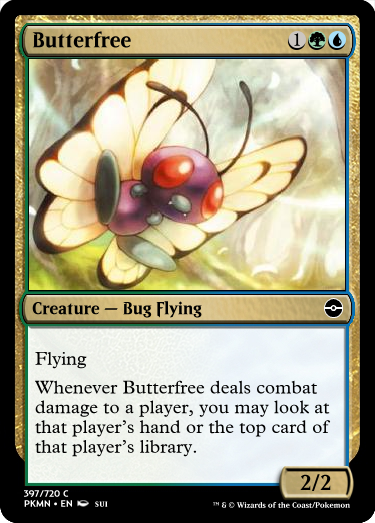 Butterfree 1
Creature — Bug Flying
Flying
Whenever Butterfree deals combat
damage to a player, you may look at
that player's hand or the top card of
that player's library.
2/2
397/720 C
PKMN • EN SUI
™ & © Wizards of the Coast/Pokemon